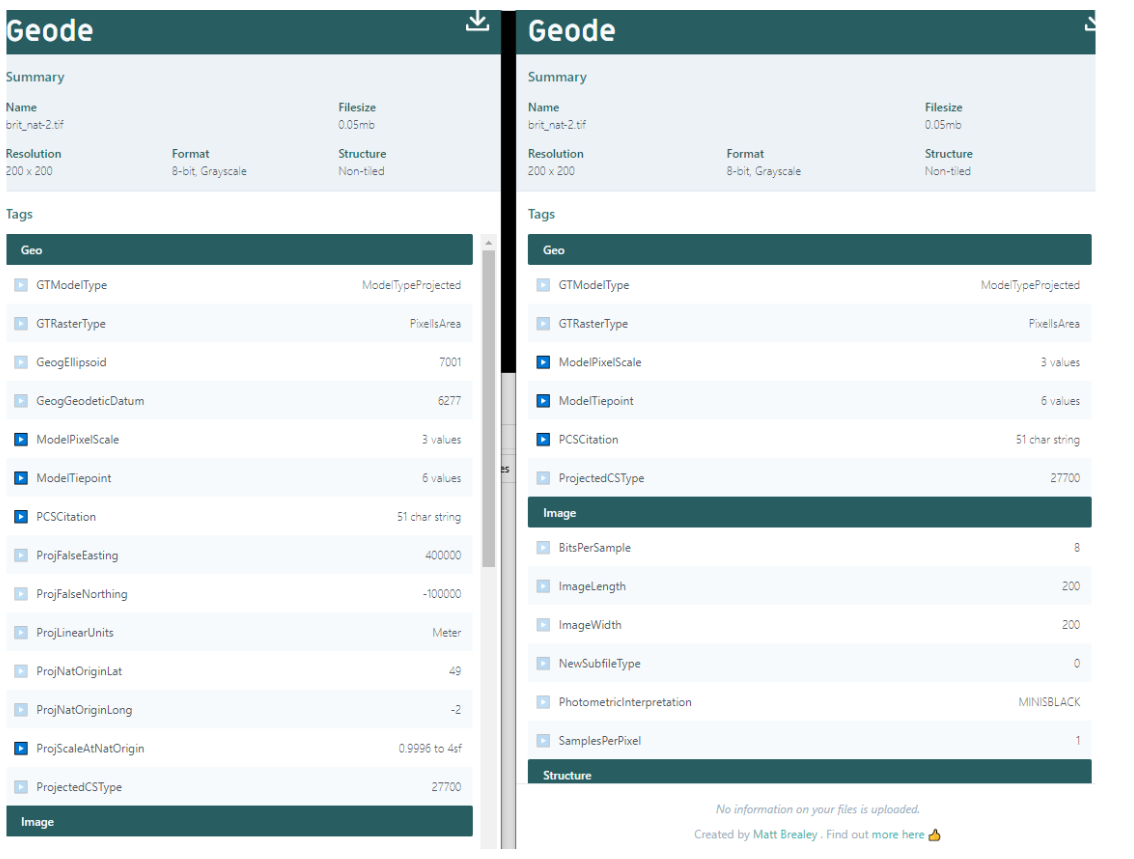 Geode
Summary
Name Filesize
brit_nat-2.tif 0.05mb
Resolution Format Structure
200 x 200 8-bit, Grayscale Non-tiled
Tags
Geo
GTModelType ModelTypeProjected
GTRasterType PixelIsArea
GeogEllipsoid 7001
GeogGeodeticDatum 6277
ModelPixelScale 3 values
ModelTiepoint 6 values
PCSCitation 51 char string
ProjFalseEasting 400000
ProjFalseNorthing -100000
ProjLinearUnits Meter
ProjNatOriginLat 49
ProjNatOriginLong -2
ProjScaleAtNatOrigin 0.9996 to 4sf
ProjectedCSType 27700
Image
es
Geode
Summary
Name Filesize
brit_nat-2.tif 0.05mb
Resolution Format Structure
200 x 200 8-bit, Grayscale Non-tiled
Tags
Geo
GTModelType ModelTypeProjected
GTRasterType PixelIsArea
ModelPixelScale 3 values
ModelTiepoint 6 values
PCSCitation 51 char string
ProjectedCSType 27700
Image
BitsPerSample 8
ImageLength 200
ImageWidth 200
NewSubfileType 0
PhotometricInterpretation MINISBLACK
SamplesPerPixel 1
Structure
No information on your files is uploaded.
Created by Matt Brealey . Find out more here 👍